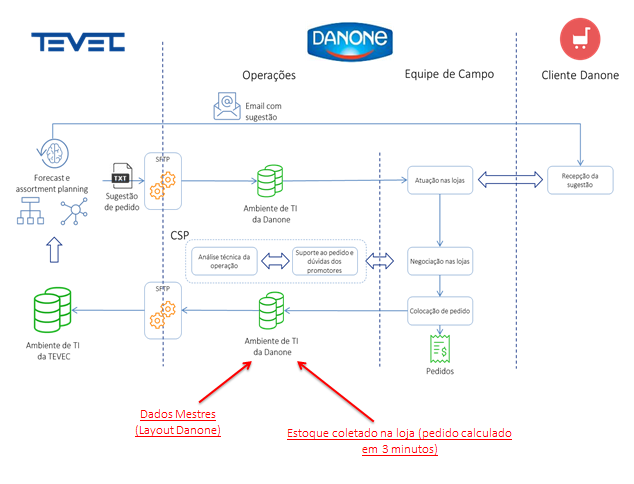 TEVEC
DANONE
Operações
Equipe de Campo
Cliente Danone
Email com
sugestão
Forecast e
assortment planning
TXT
Sugestão
de pedido
SFTP
Ambiente de TI
da Danone
Atuação nas lojas
Recepção da
sugestão
CSP
Análise técnica da
operação
Suporte ao pedido e
dúvidas dos
promotores
Negociação nas lojas
SFTP
Ambiente de TI
da TEVEC
Ambiente de TI
da Danone
Colocação de pedido
Pedidos
Dados Mestres
(Layout Danone)
Estoque coletado na loja (pedido calculado
em 3 minutos)